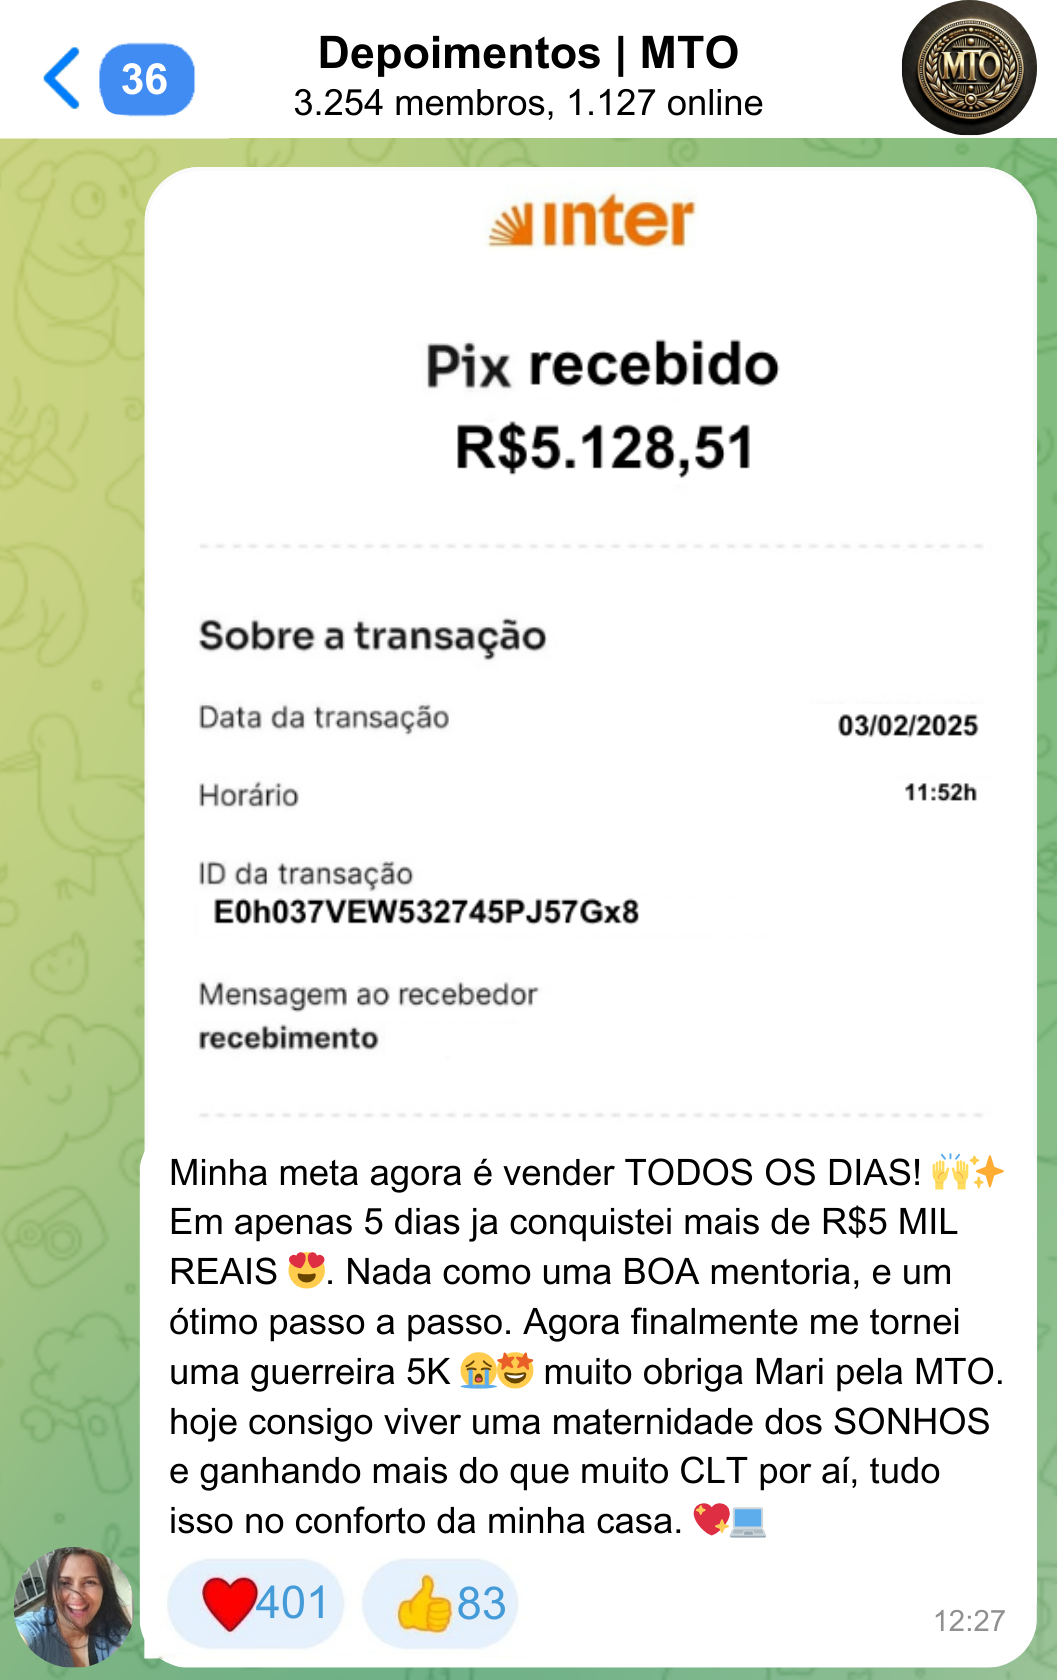 36
Depoimentos | MTO
3.254 membros, 1.127 online
MTO
inter
Pix recebido
R$5.128,51
Sobre a transação
Data da transação 03/02/2025
Horário 11:52h
ID da transação
E0h037VEW532745PJ57Gx8
Mensagem ao recebedor
recebimento
Minha meta agora é vender TODOS OS DIAS! 🙌✨
Em apenas 5 dias ja conquistei mais de R$5 MIL
REAIS 😍. Nada como uma BOA mentoria, e um
ótimo passo a passo. Agora finalmente me tornei
uma guerreira 5K 😭🤩 muito obriga Mari pela MTO.
hoje consigo viver uma maternidade dos SONHOS
e ganhando mais do que muito CLT por aí, tudo
isso no conforto da minha casa. 💖💻
❤️401 👍83
12:27